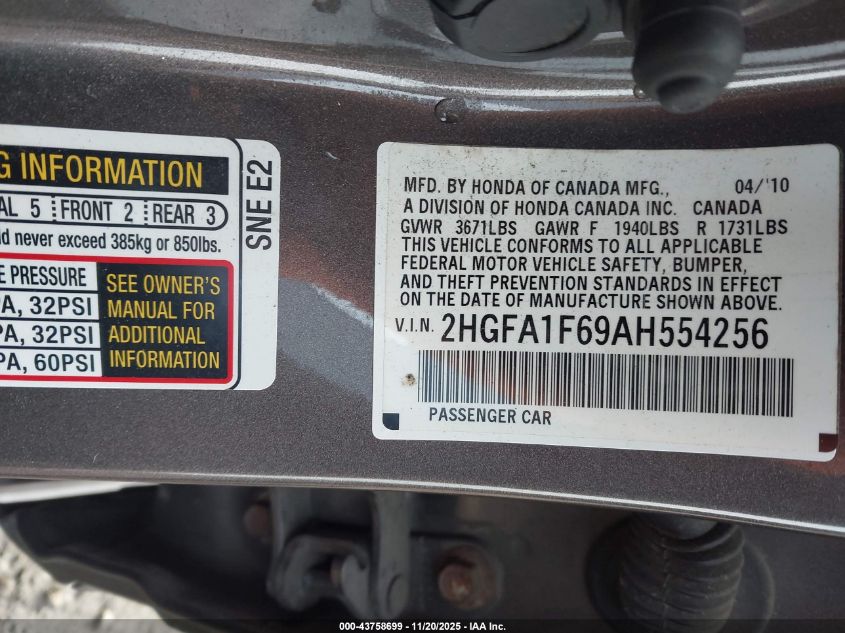 G INFORMATION
AL 5 FRONT 2 REAR 3
ld never exceed 385kg or 850lbs.
E PRESSURE
PA, 32PSI
PA, 32PSI
PA, 60PSI
SEE OWNER'S
MANUAL FOR
ADDITIONAL
INFORMATION
SNE E2
MFD. BY HONDA OF CANADA MFG., 04/'10
A DIVISION OF HONDA CANADA INC. CANADA
GVWR 3671LBS GAWR F 1940LBS R 1731LBS
THIS VEHICLE CONFORMS TO ALL APPLICABLE
FEDERAL MOTOR VEHICLE SAFETY, BUMPER,
AND THEFT PREVENTION STANDARDS IN EFFECT
ON THE DATE OF MANUFACTURE SHOWN ABOVE.
V.I.N. 2HGFA1F69AH554256
PASSENGER CAR
000-43758699 - 11/20/2025 - IAA Inc.